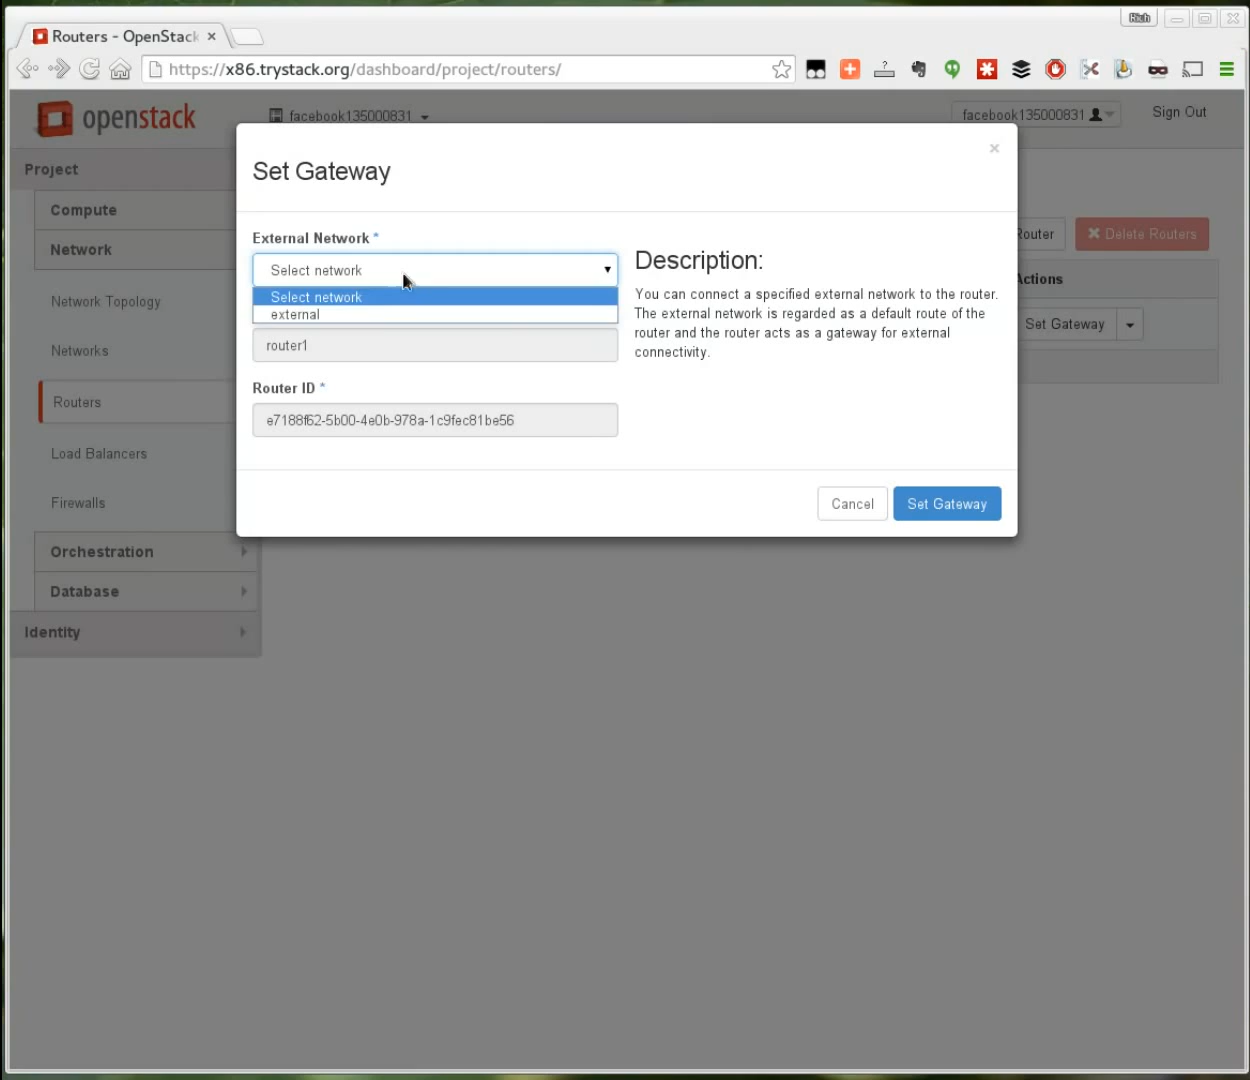 Rich
Routers - OpenStack
https://x86.trystack.org/dashboard/project/routers/
openstack
facebook135000831
facebook135000831
Sign Out
Project
Compute
Network
Network Topology
Networks
Routers
Load Balancers
Firewalls
Orchestration
Database
Identity
Set Gateway
×
External Network *
Select network
Select network
external
router1
Router ID *
e7188f62-5b00-4e0b-978a-1c9fec81be56
Description:
You can connect a specified external network to the router.
The external network is regarded as a default route of the
router and the router acts as a gateway for external
connectivity.
Cancel
Set Gateway
Router
Delete Routers
Actions
Set Gateway